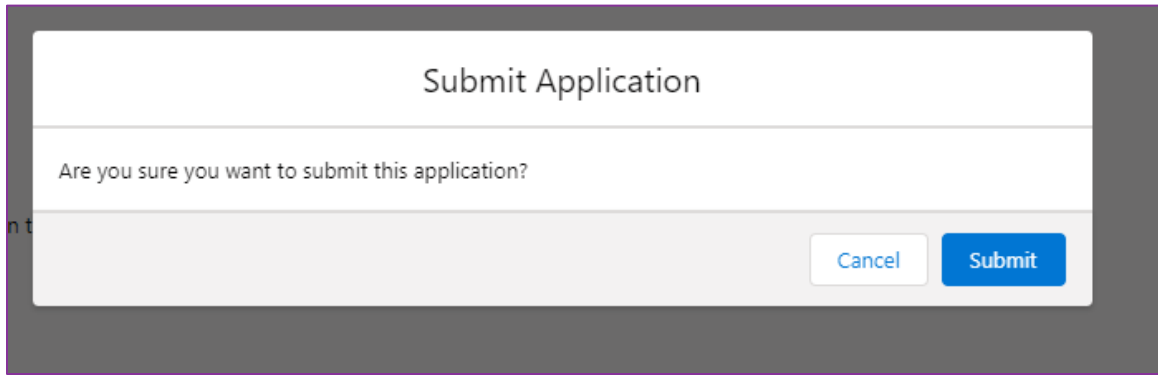 Submit Application
Are you sure you want to submit this application?
n t
Cancel Submit